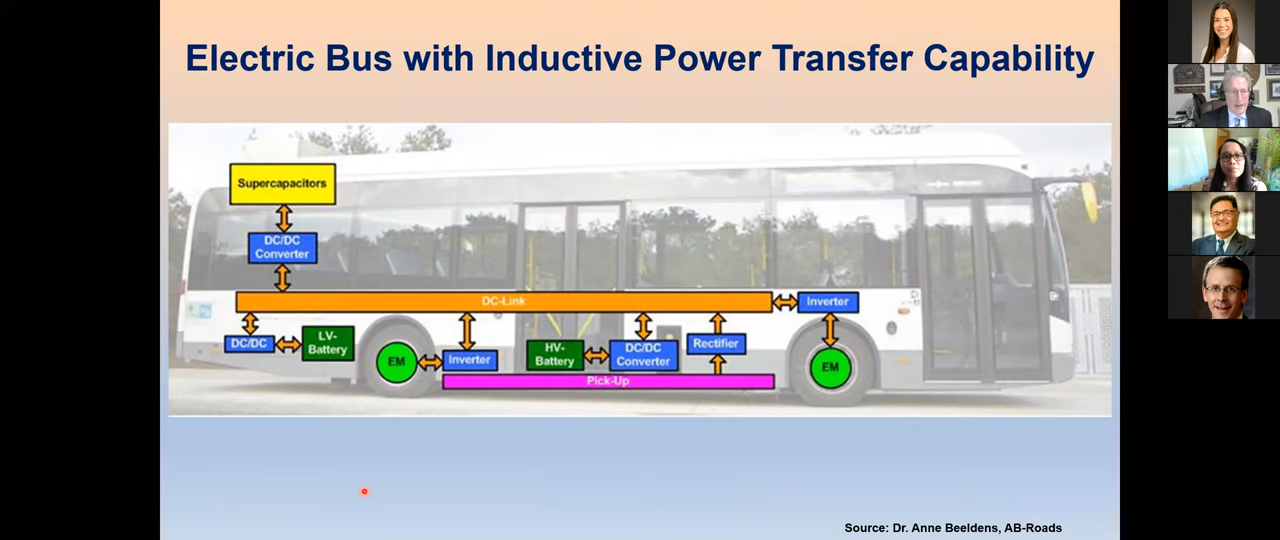 Electric Bus with Inductive Power Transfer Capability
Supercapacitors
DC/DC
Converter
DC-Link
Inverter
DC/DC
LV-
Battery
EM
Inverter
HV-
Battery
DC/DC
Converter
Rectifier
EM
Pick-Up
Source: Dr. Anne Beeldens, AB-Roads